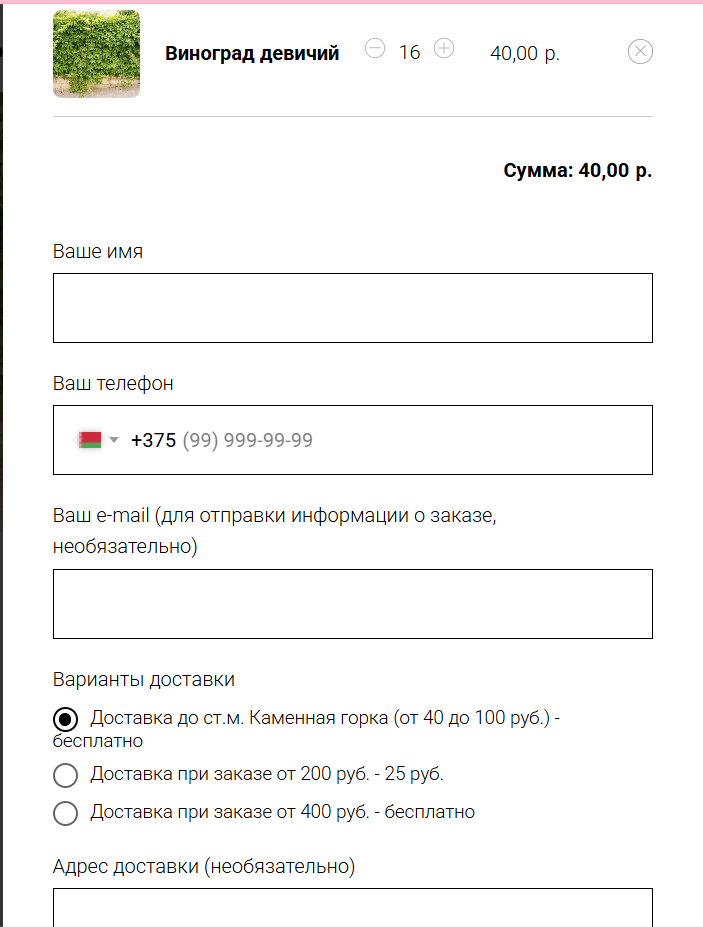 Виноград девичий 16 40,00 р.
Сумма: 40,00 р.
Ваше имя
Ваш телефон
+375 (99) 999-99-99
Ваш e-mail (для отправки информации о заказе,
необязательно)
Варианты доставки
Доставка до ст.м. Каменная горка (от 40 до 100 руб.) -
бесплатно
Доставка при заказе от 200 руб. - 25 руб.
Доставка при заказе от 400 руб. - бесплатно
Адрес доставки (необязательно)